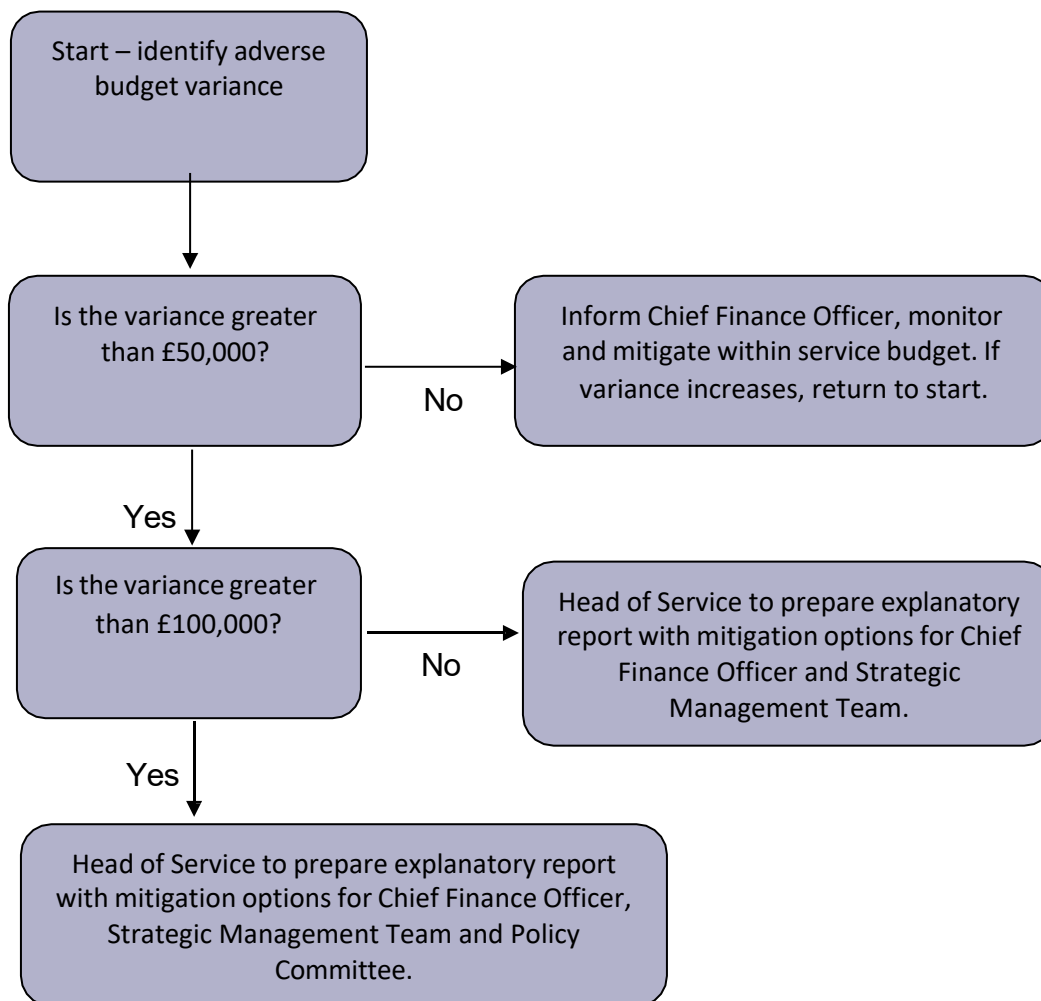 Start – identify adverse
budget variance
Is the variance greater
than £50,000?
No
Inform Chief Finance Officer, monitor
and mitigate within service budget. If
variance increases, return to start.
Yes
Is the variance greater
than £100,000?
No
Head of Service to prepare explanatory
report with mitigation options for Chief
Finance Officer and Strategic
Management Team.
Yes
Head of Service to prepare explanatory report
with mitigation options for Chief Finance Officer,
Strategic Management Team and Policy
Committee.